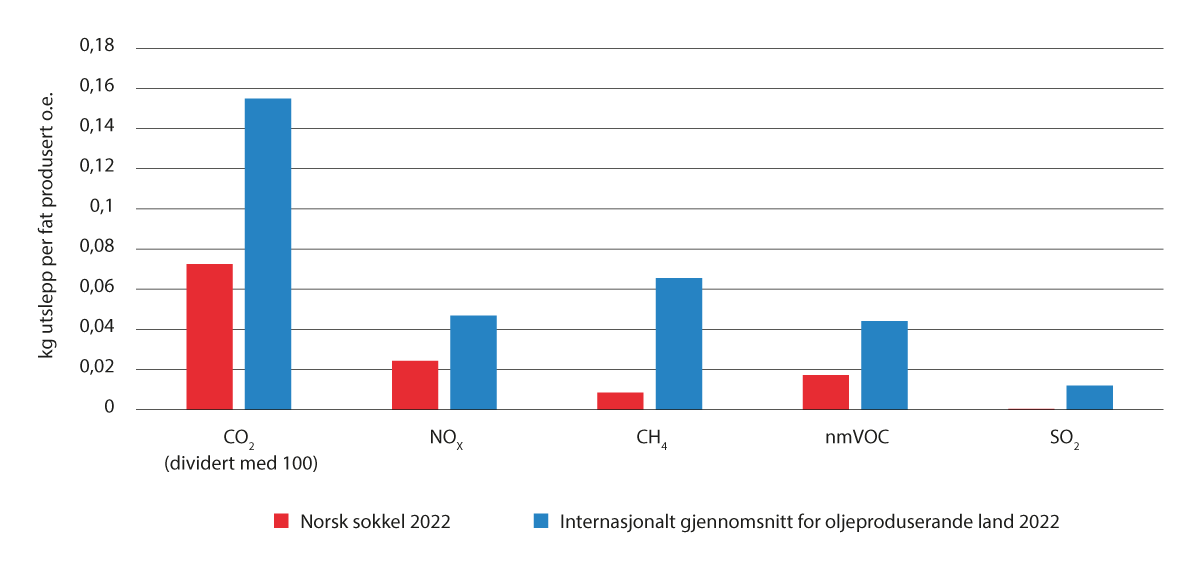 kg utslepp per fat produsert o.e.
0,18
0,16
0,14
0,12
0,1
0,08
0,06
0,04
0,02
0
CO₂
(dividert med 100)
NOₓ
CH₄
nmVOC
SO₂
Norsk sokkel 2022
Internasjonalt gjennomsnitt for oljeproduserande land 2022